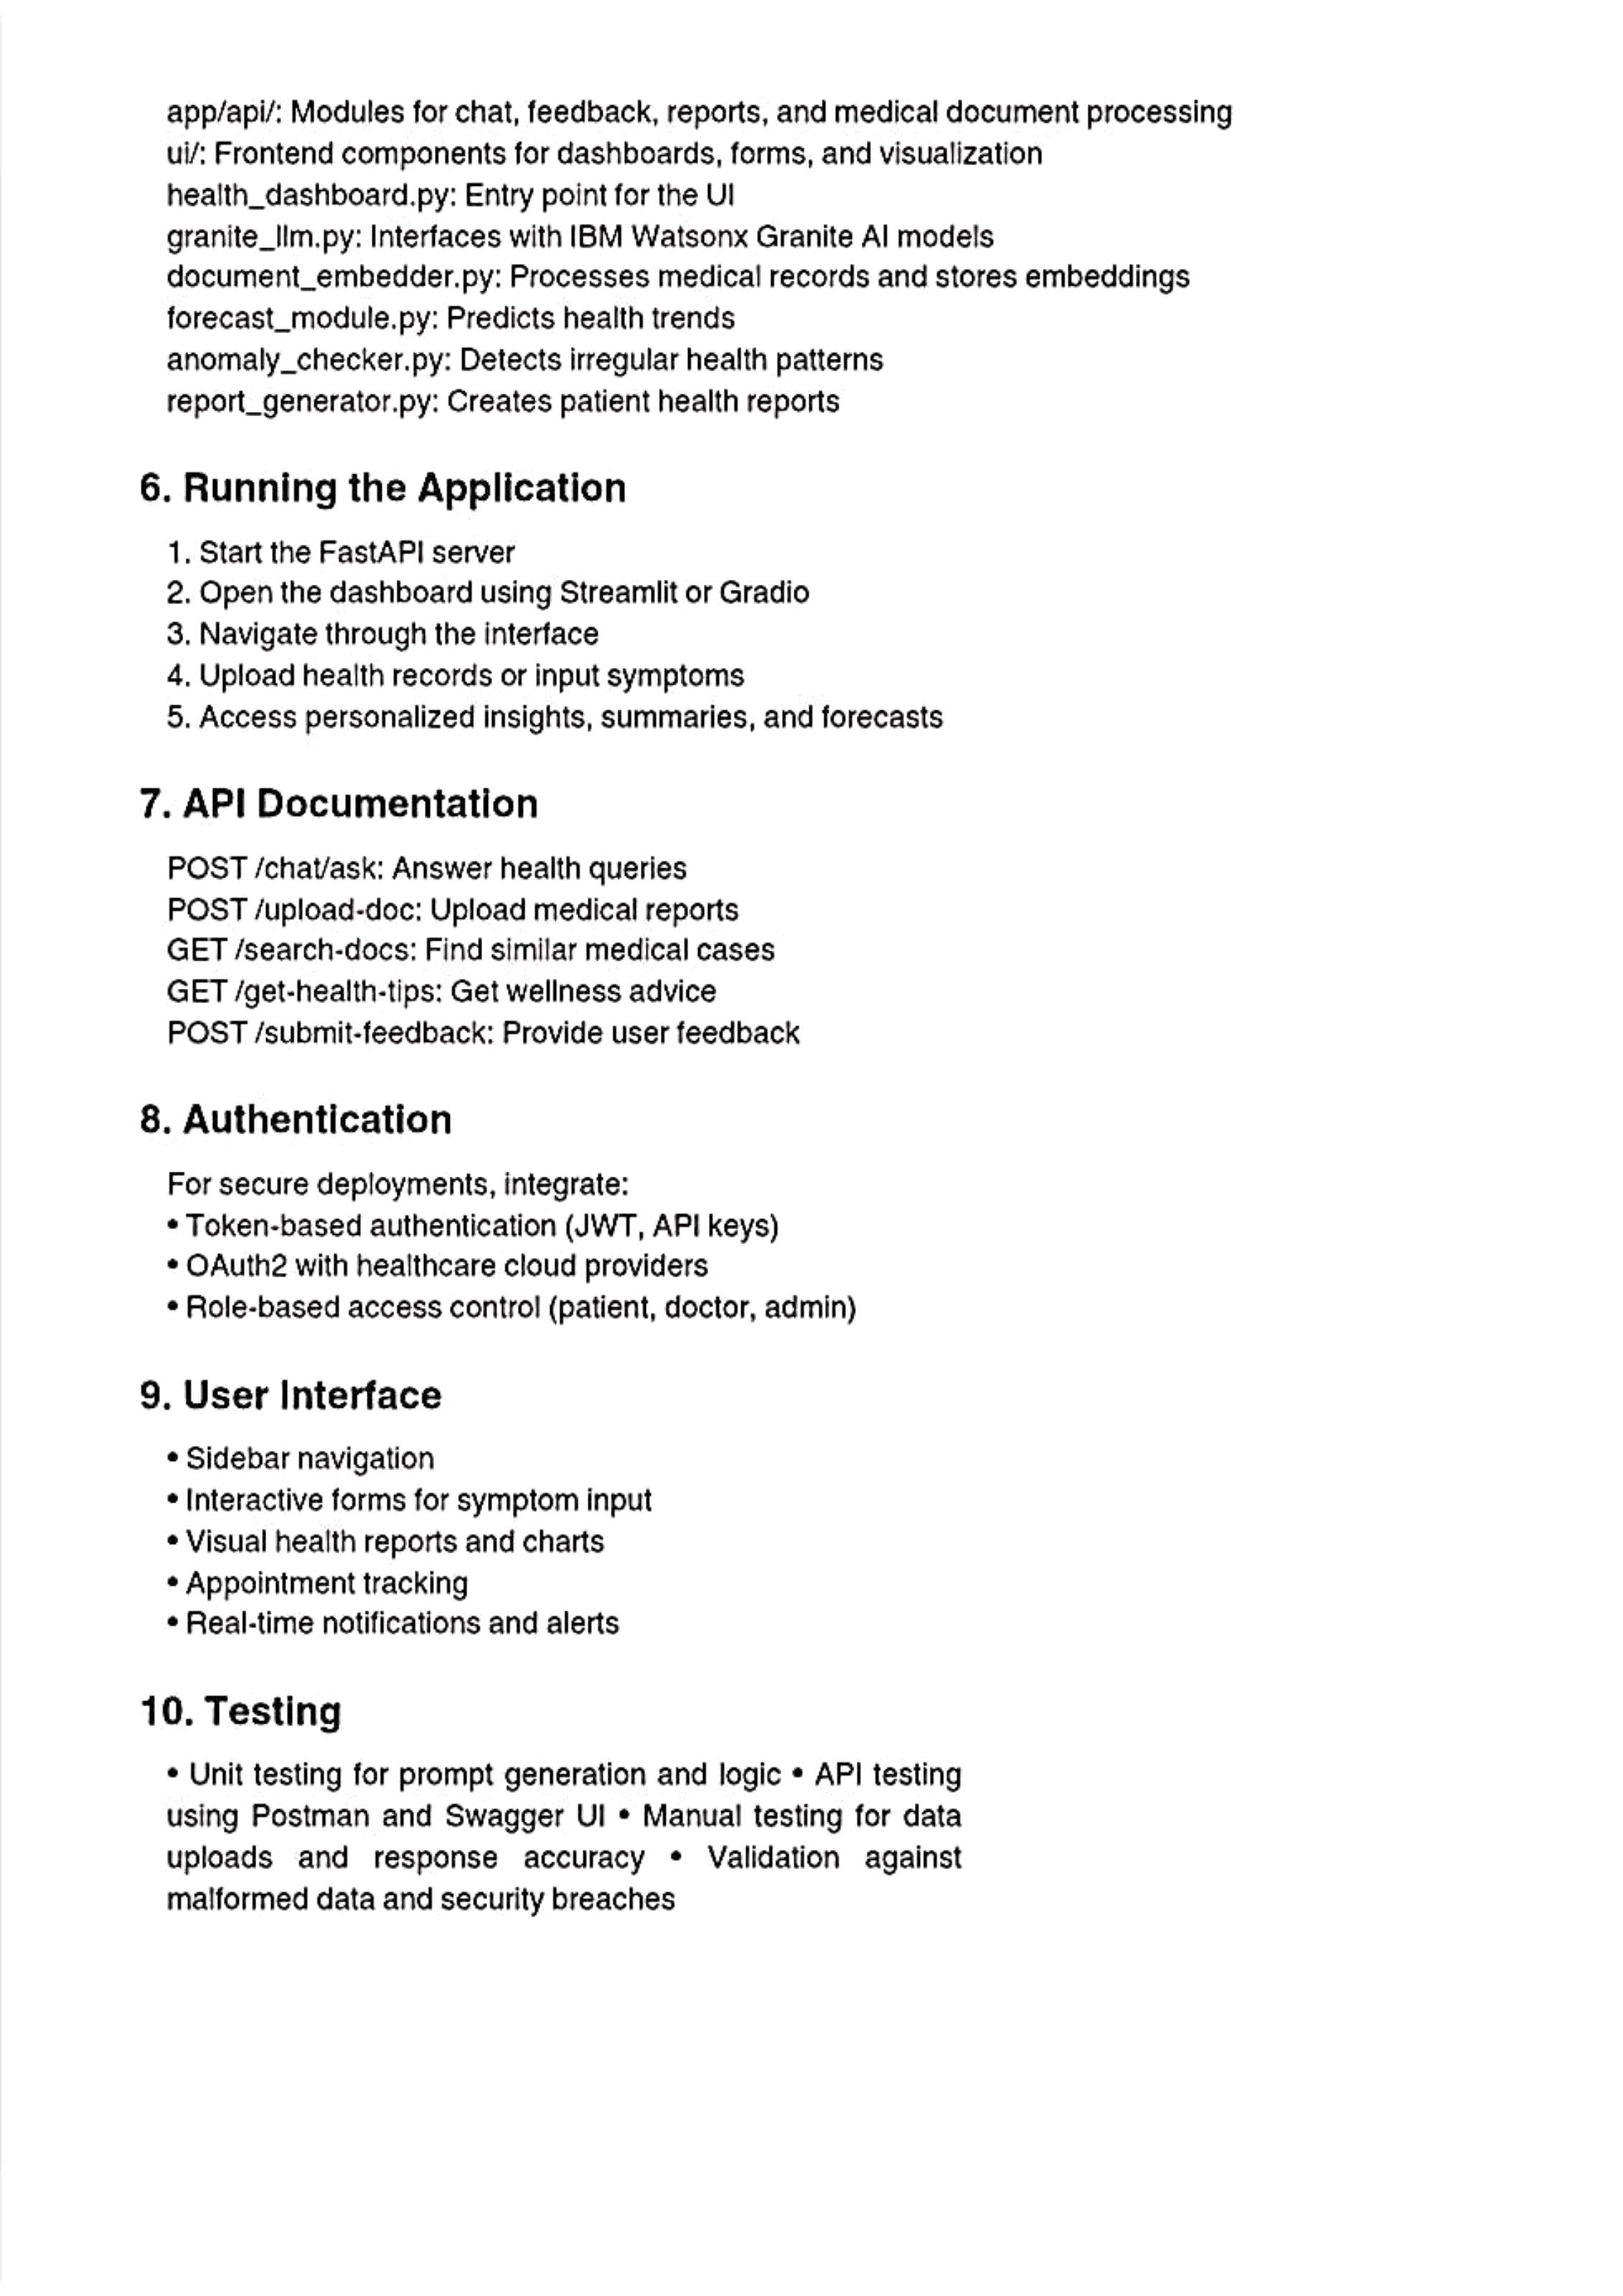 app/api/: Modules for chat, feedback, reports, and medical document processing
ui/: Frontend components for dashboards, forms, and visualization
health_dashboard.py: Entry point for the UI
granite_llm.py: Interfaces with IBM Watsonx Granite AI models
document_embedder.py: Processes medical records and stores embeddings
forecast_module.py: Predicts health trends
anomaly_checker.py: Detects irregular health patterns
report_generator.py: Creates patient health reports
6. Running the Application
1. Start the FastAPI server
2. Open the dashboard using Streamlit or Gradio
3. Navigate through the interface
4. Upload health records or input symptoms
5. Access personalized insights, summaries, and forecasts
7. API Documentation
POST /chat/ask: Answer health queries
POST /upload-doc: Upload medical reports
GET /search-docs: Find similar medical cases
GET /get-health-tips: Get wellness advice
POST /submit-feedback: Provide user feedback
8. Authentication
For secure deployments, integrate:
• Token-based authentication (JWT, API keys)
• OAuth2 with healthcare cloud providers
• Role-based access control (patient, doctor, admin)
9. User Interface
• Sidebar navigation
• Interactive forms for symptom input
• Visual health reports and charts
• Appointment tracking
• Real-time notifications and alerts
10. Testing
• Unit testing for prompt generation and logic • API testing
using Postman and Swagger UI • Manual testing for data
uploads and response accuracy • Validation against
malformed data and security breaches